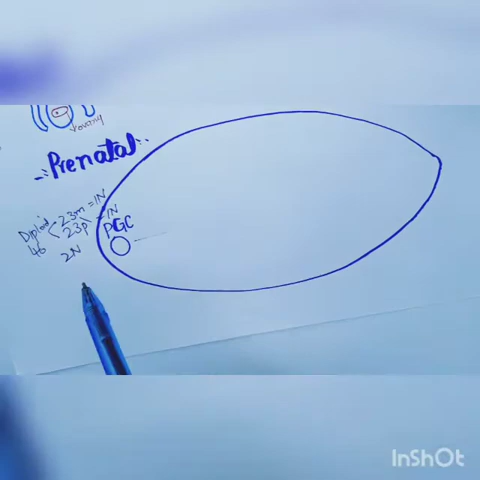 ovary
Prenatal
Diploid 23m = 1N
46 23p = 1N
2N
PGC
InShOt